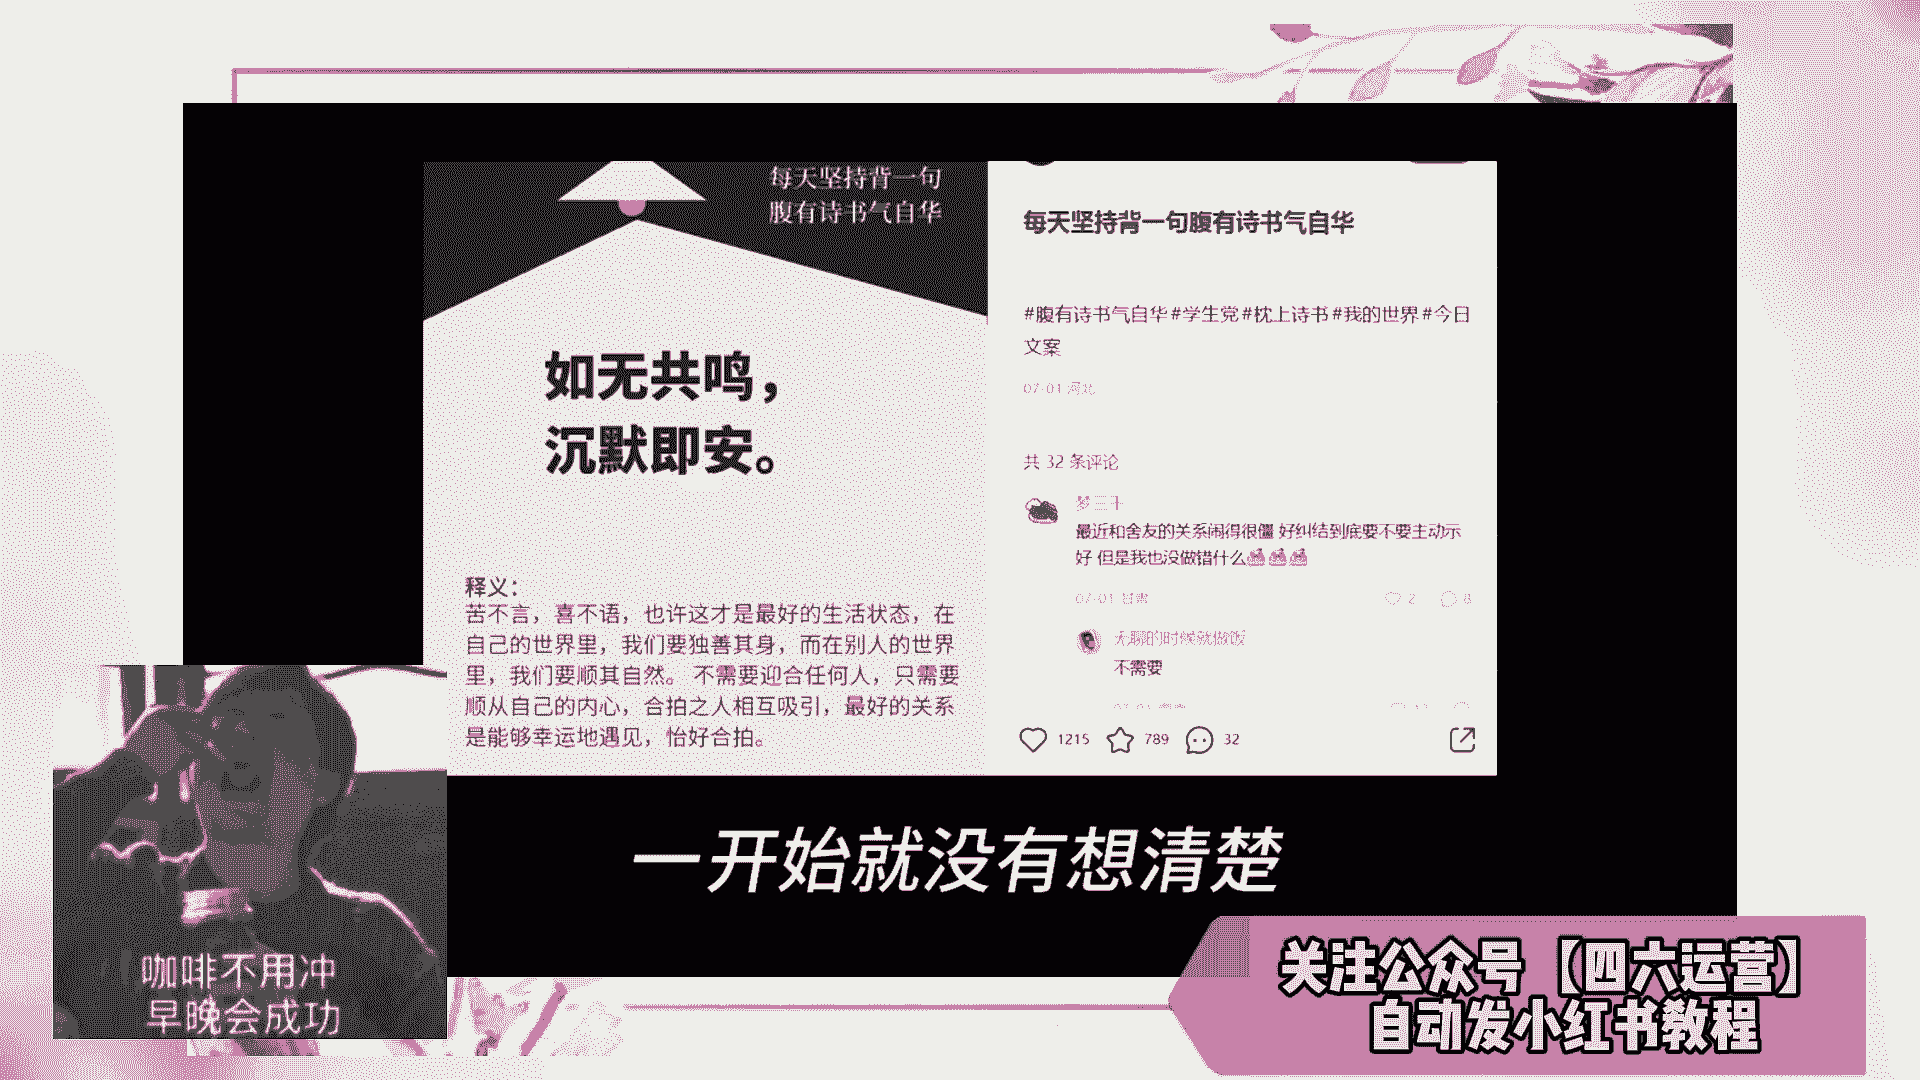 每天坚持背一句
腹有诗书气自华
如无共鸣，
沉默即安。
释义：
苦不言，喜不语，也许这才是最好的生活状态，在
自己的世界里，我们要独善其身，而在别人的世界
里，我们要顺其自然。 不需要迎合任何人，只需要
顺从自己的内心，合拍之人相互吸引，最好的关系
是能够幸运地遇见，恰好合拍。
每天坚持背一句腹有诗书气自华
#腹有诗书气自华#学生党#枕上诗书#我的世界#今日
文案
07-01 河北
共 32 条评论
梦三千
最近和舍友的关系闹得很僵 好纠结到底要不要主动示
好 但是我也没做错什么
07-01 甘肃
2 8
无聊的时候就做饭
不需要
1215 789 32
一开始就没有想清楚
咖啡不用冲
早晚会成功
关注公众号【四六运营】
自动发小红书教程